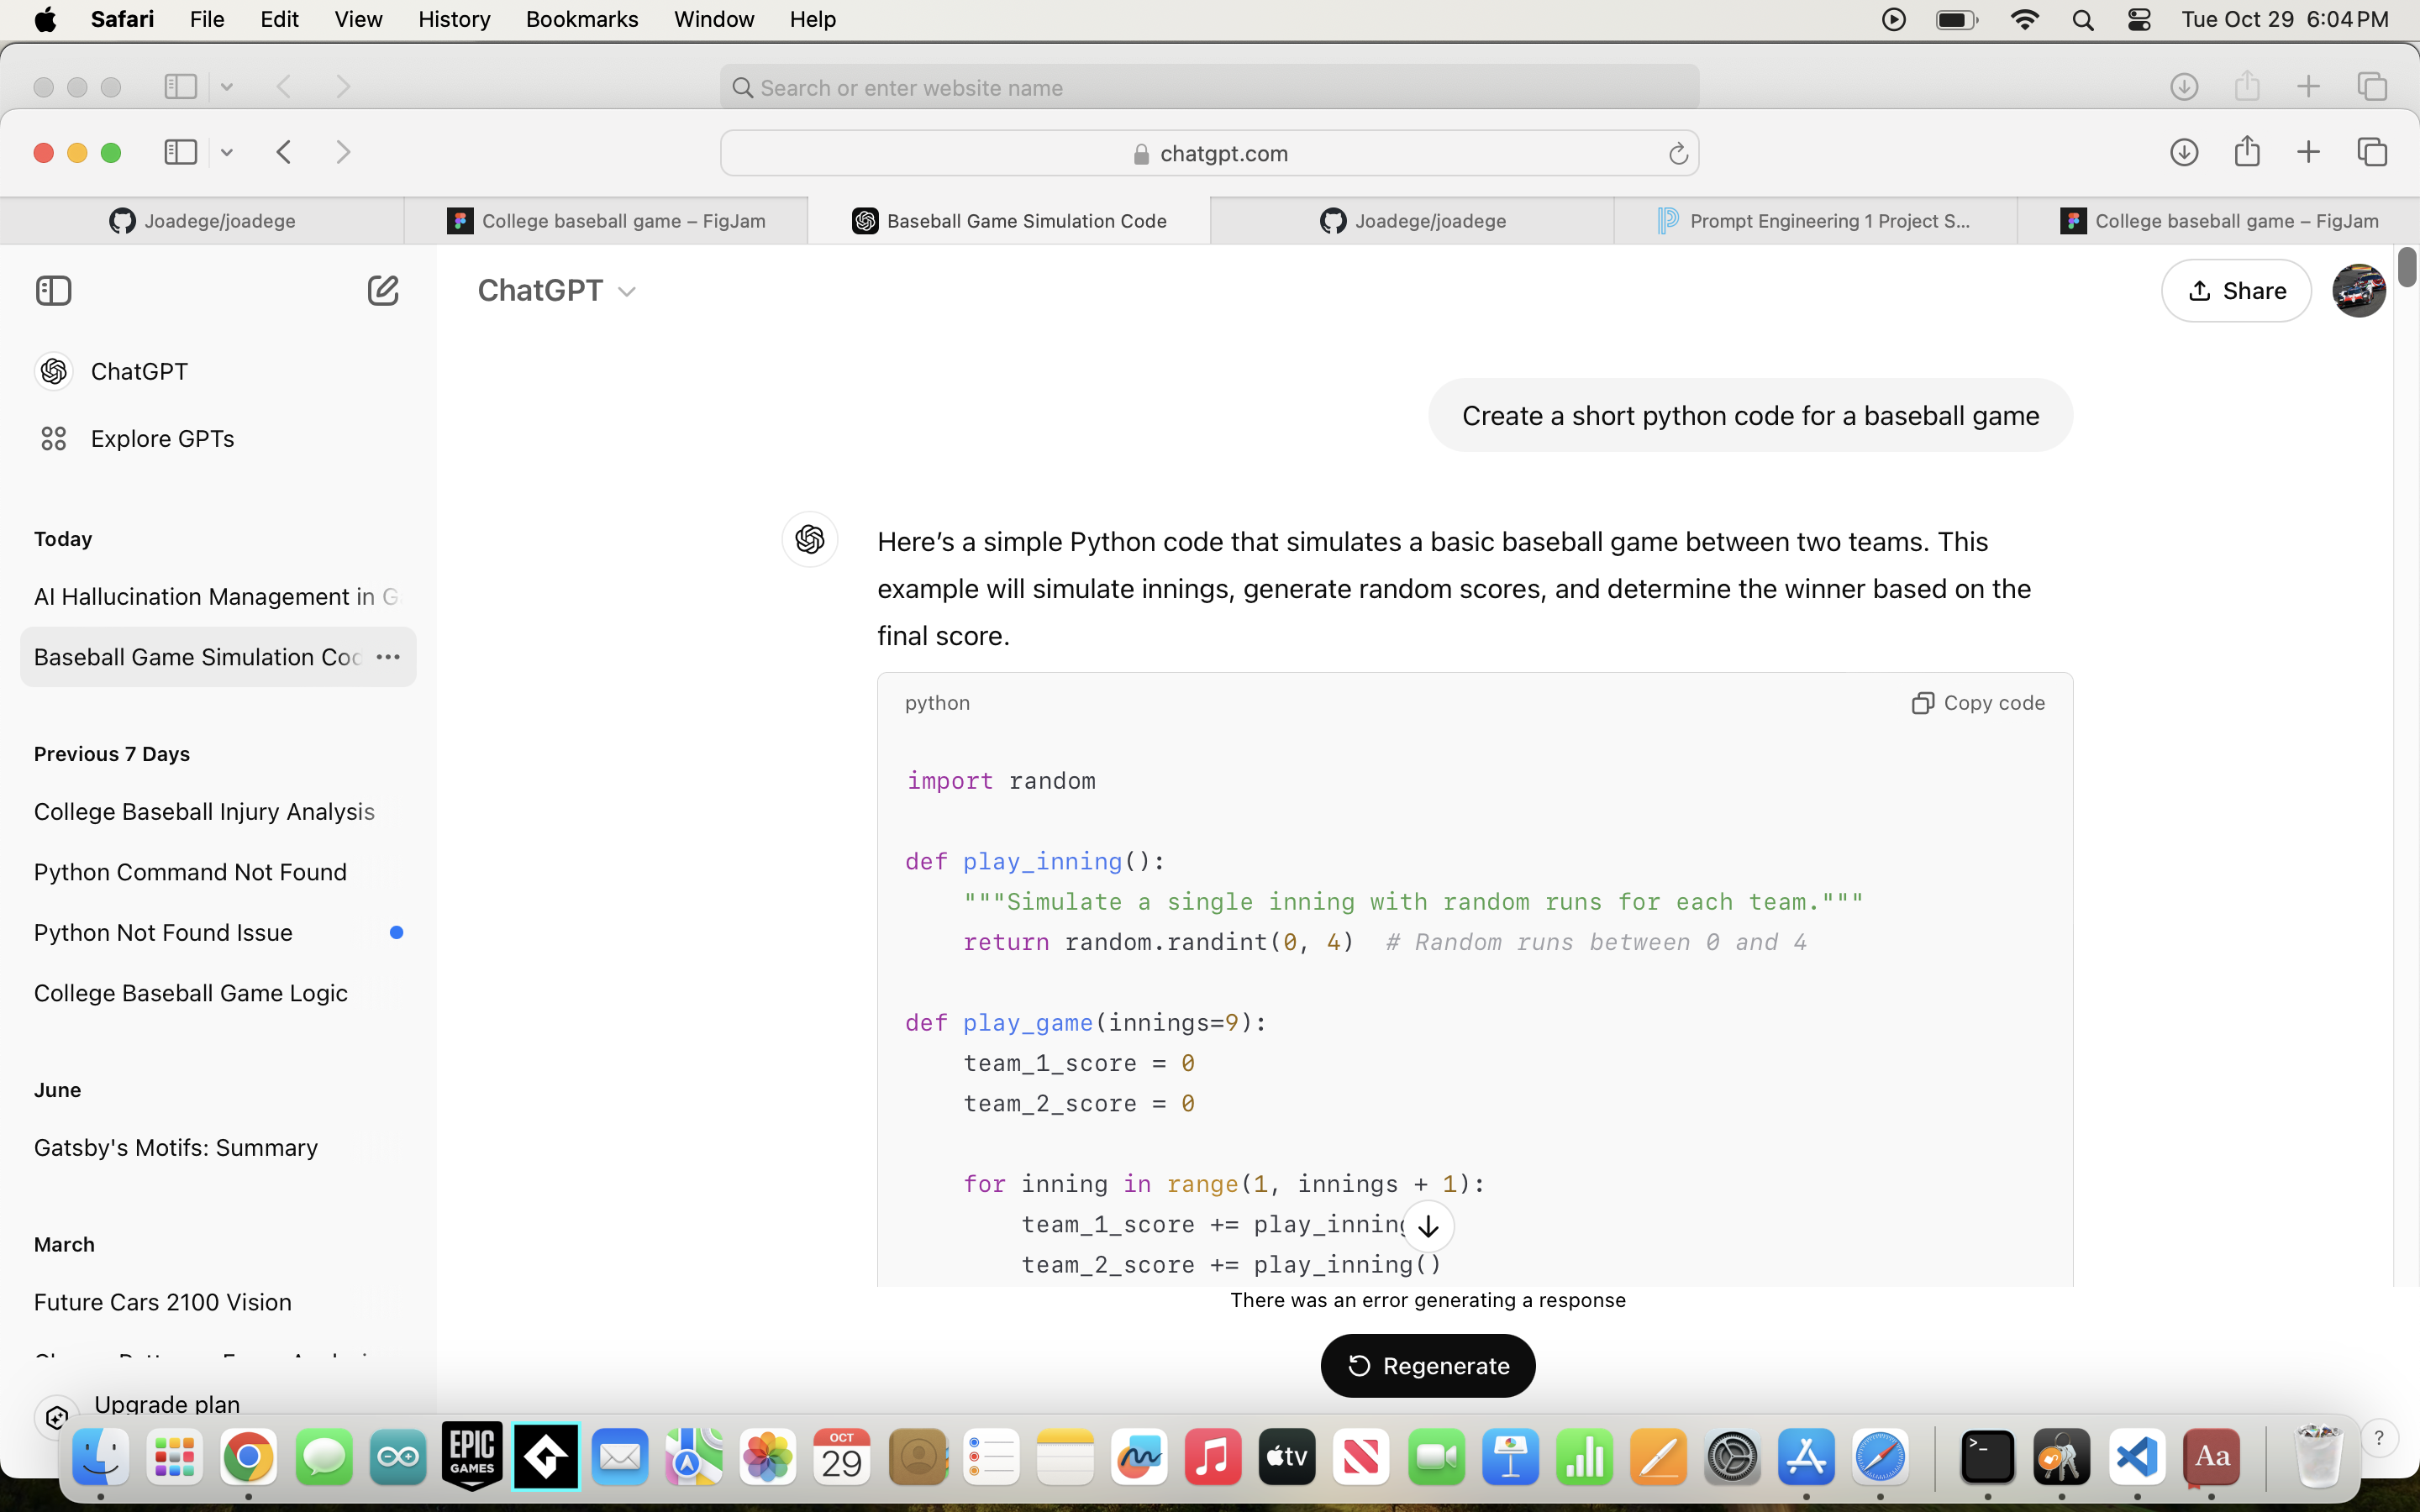 Safari File Edit View History Bookmarks Window Help Tue Oct 29 6:04 PM
Search or enter website name
chatgpt.com
Joadege/joadege
College baseball game – FigJam
Baseball Game Simulation Code
Joadege/joadege
Prompt Engineering 1 Project S...
College baseball game – FigJam
ChatGPT
Share
ChatGPT
Explore GPTs
Today
AI Hallucination Management in G
Baseball Game Simulation Coc
Previous 7 Days
College Baseball Injury Analysis
Python Command Not Found
Python Not Found Issue
College Baseball Game Logic
June
Gatsby's Motifs: Summary
March
Future Cars 2100 Vision
Upgrade plan
Create a short python code for a baseball game
Here’s a simple Python code that simulates a basic baseball game between two teams. This
example will simulate innings, generate random scores, and determine the winner based on the
final score.
python
Copy code
import random
def play_inning():
"""Simulate a single inning with random runs for each team."""
return random.randint(0, 4) # Random runs between 0 and 4
def play_game(innings=9):
team_1_score = 0
team_2_score = 0
for inning in range(1, innings + 1):
team_1_score += play_inning
team_2_score += play_inning()
There was an error generating a response
Regenerate
EPIC
GAMES
OCT
29
tv
>_
Aa
?